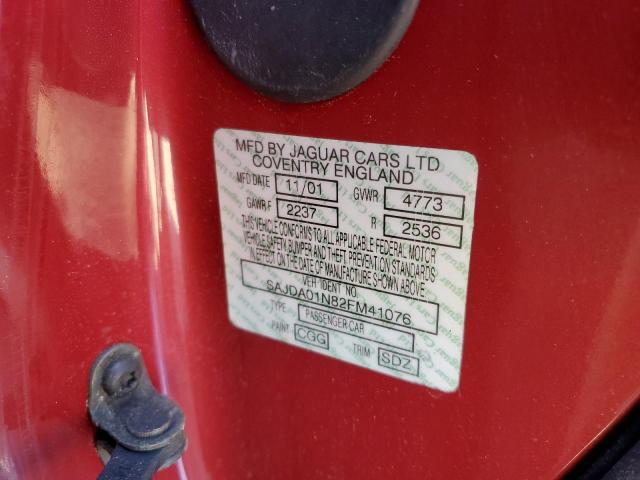 MFD BY JAGUAR CARS LTD
COVENTRY ENGLAND
MFD DATE 11/01 GVWR 4773
GAWR.F 2237 R 2536
THIS VEHICLE CONFORMS TO ALL APPLICABLE FEDERAL MOTOR
VEHICLE SAFETY, BUMPER AND THEFT PREVENTION STANDARDS
IN EFFECT ON THE DATE OF MANUFACTURE SHOWN ABOVE.
VEH IDENT NO.
SAJDA01N82FM41076
TYPE PASSENGER CAR
PAINT CGG TRIM SDZ